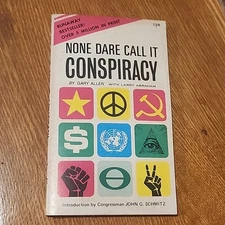 RUNAWAY
BESTSELLER!
OVER 5 MILLION IN PRINT
NONE DARE CALL IT
CONSPIRACY
BY GARY ALLEN WITH LARRY ABRAHAM
$
Introduction by Congressman JOHN G. SCHMITZ